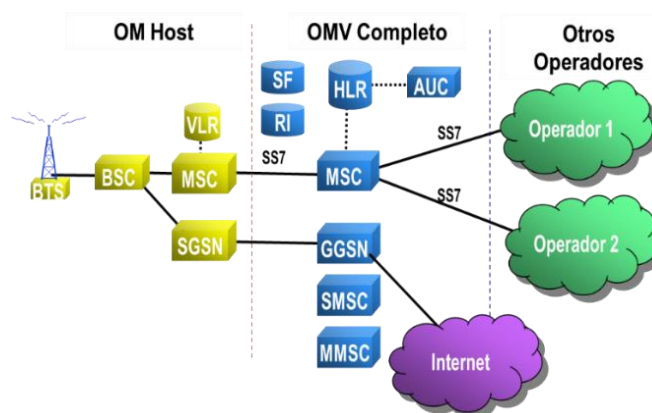 OM Host
OMV Completo
Otros
Operadores
SF
HLR
AUC
RI
VLR
SS7
Operador 1
BTS
BSC
MSC
SS7
MSC
SS7
SGSN
GGSN
Operador 2
SMSC
MMSC
Internet